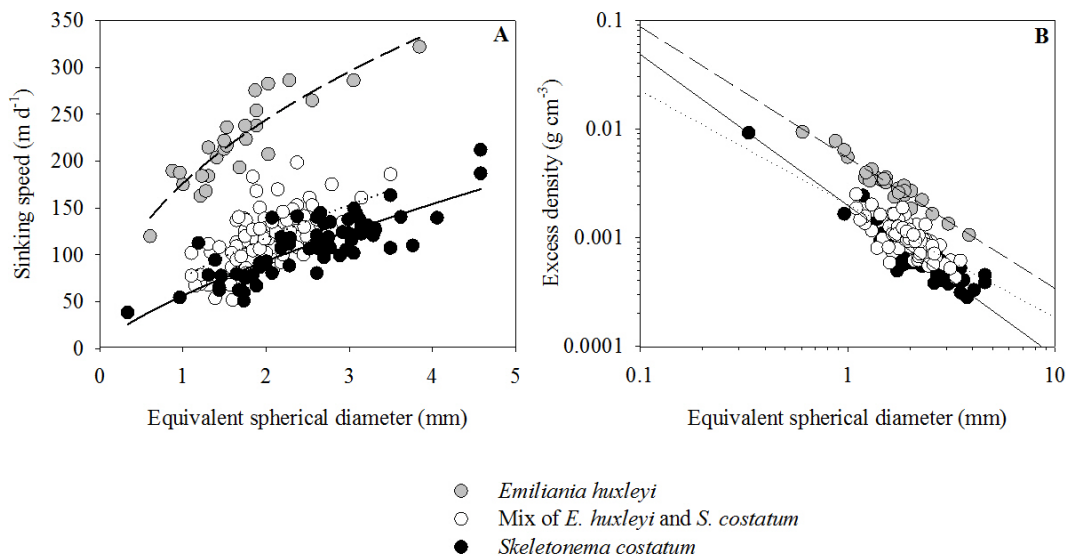 A
Sinking speed (m d⁻¹)
350
300
250
200
150
100
50
0
0 1 2 3 4 5
Equivalent spherical diameter (mm)
B
Excess density (g cm⁻³)
0.1
0.01
0.001
0.0001
0.1 1 10
Equivalent spherical diameter (mm)
Emiliania huxleyi
Mix of E. huxleyi and S. costatum
Skeletonema costatum